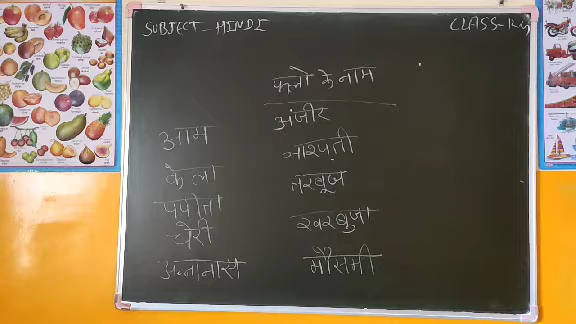 SUBJECT - HINDI
CLASS - IKG
फलो के नाम
आम
केला
पपीता
चेरी
अनानास
अंजीर
नाशपती
तरबूज
खरबुजा
मौसमी